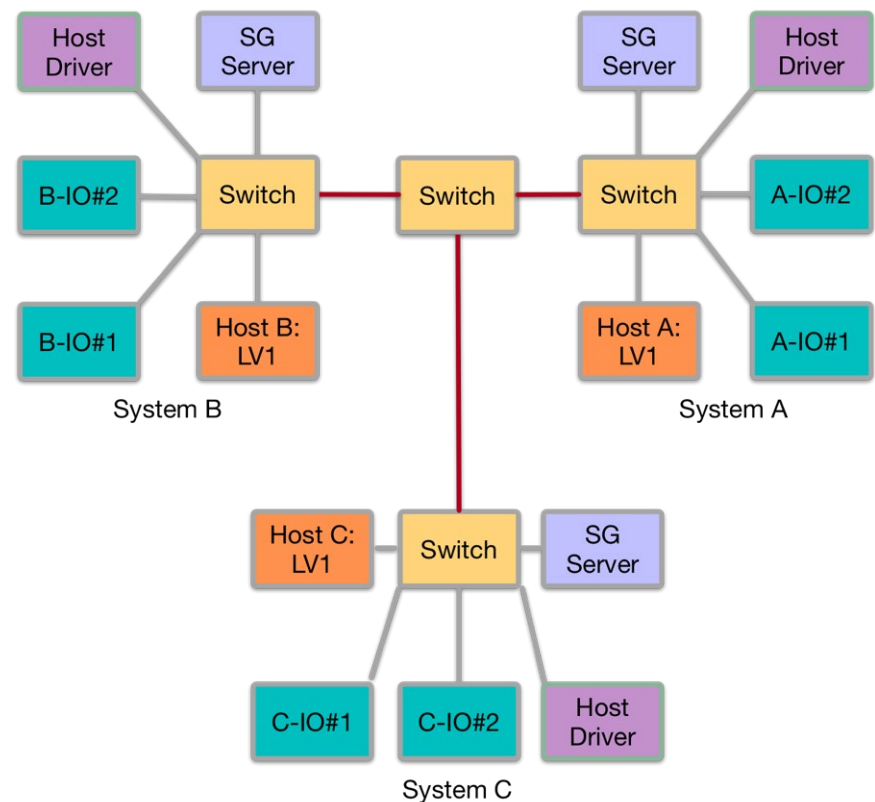 Host
Driver
SG
Server
SG
Server
Host
Driver
B-IO#2
Switch
Switch
Switch
A-IO#2
B-IO#1
Host B:
LV1
Host A:
LV1
A-IO#1
System B
System A
Host C:
LV1
Switch
SG
Server
C-IO#1
C-IO#2
Host
Driver
System C